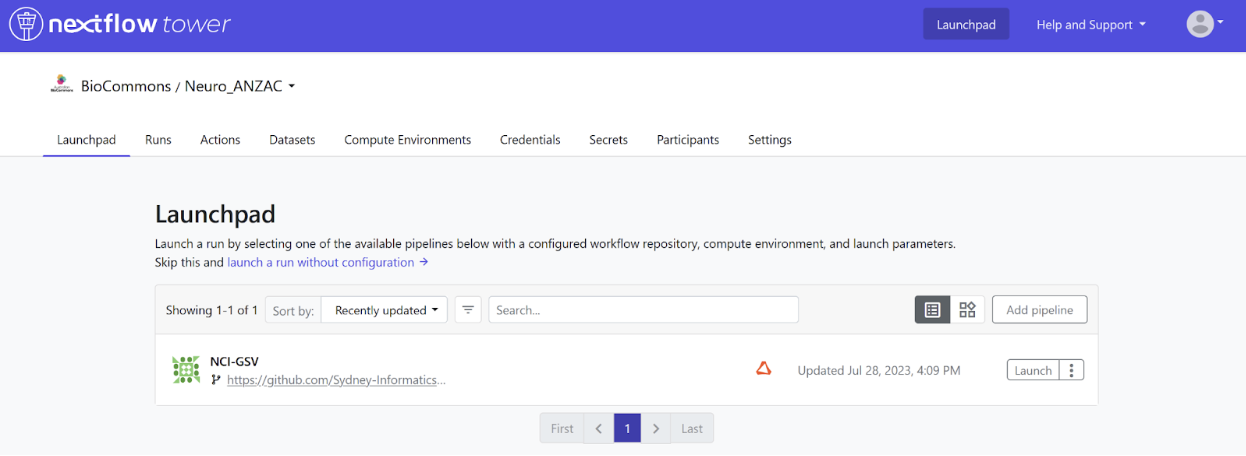 nextflow tower
Launchpad
Help and Support
BioCommons / Neuro_ANZAC
Launchpad Runs Actions Datasets Compute Environments Credentials Secrets Participants Settings
Launchpad
Launch a run by selecting one of the available pipelines below with a configured workflow repository, compute environment, and launch parameters.
Skip this and launch a run without configuration →
Showing 1-1 of 1 Sort by: Recently updated Search... Add pipeline
NCI-GSV
https://github.com/Sydney-Informatics... Updated Jul 28, 2023, 4:09 PM Launch
First < 1 > Last